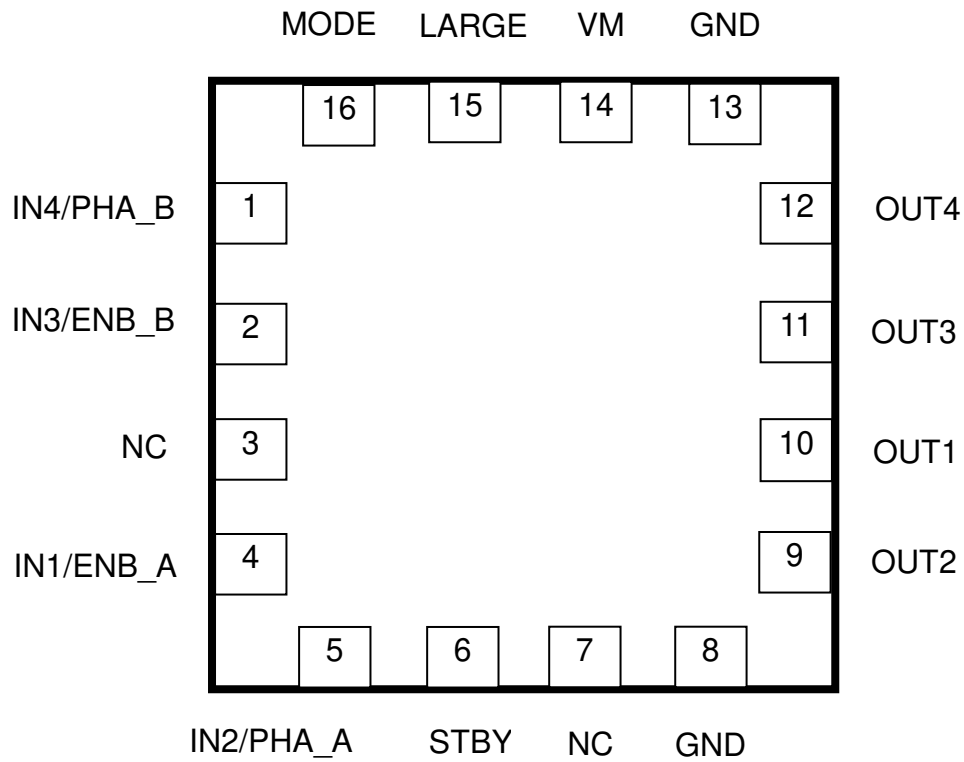 MODE LARGE VM GND
16 15 14 13
IN4/PHA_B 1 12 OUT4
IN3/ENB_B 2 11 OUT3
NC 3 10 OUT1
IN1/ENB_A 4 9 OUT2
5 6 7 8
IN2/PHA_A STBY NC GND